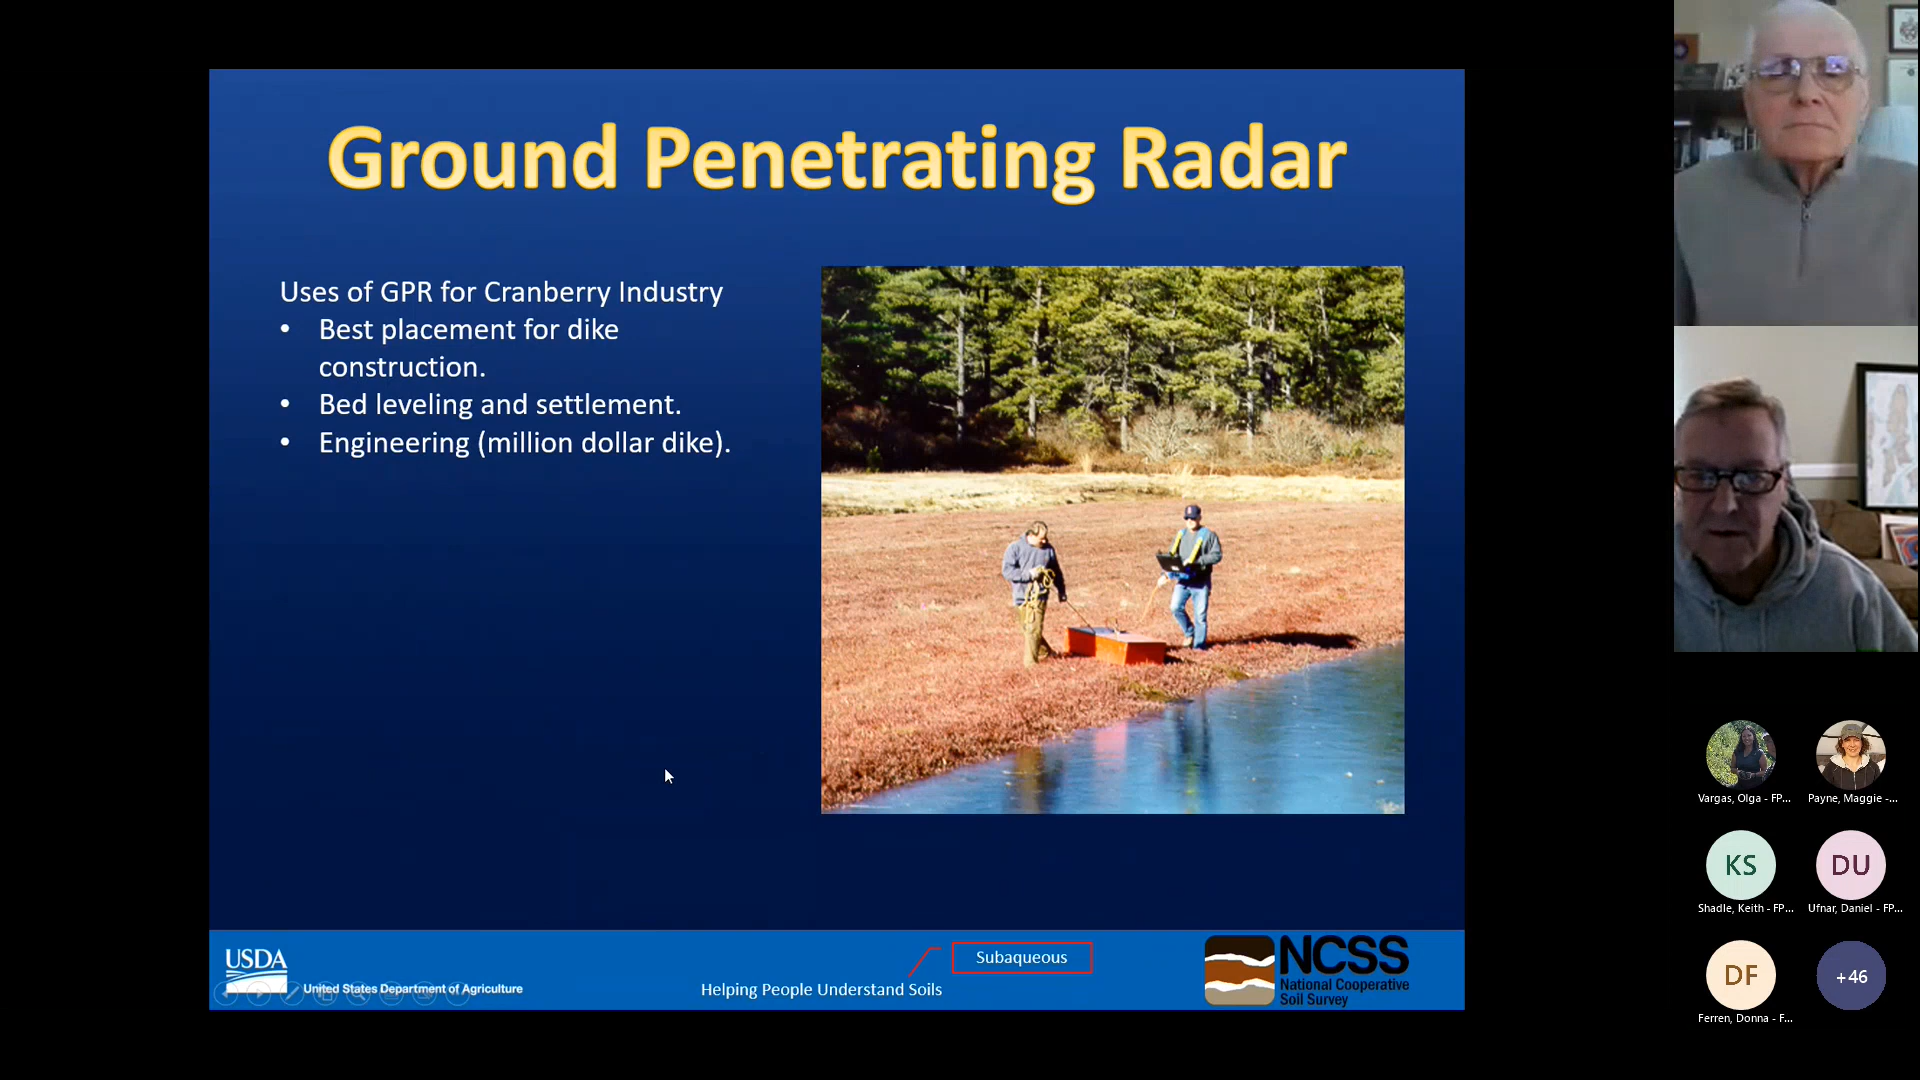 Ground Penetrating Radar
Uses of GPR for Cranberry Industry
• Best placement for dike
construction.
• Bed leveling and settlement.
• Engineering (million dollar dike).
USDA
United States Department of Agriculture
Subaqueous
Helping People Understand Soils
NCSS
National Cooperative
Soil Survey
Vargas, Olga - FP...
Payne, Maggie -...
KS
Shadle, Keith - FP...
DU
Ufnar, Daniel - FP...
DF
Ferren, Donna - F...
+46